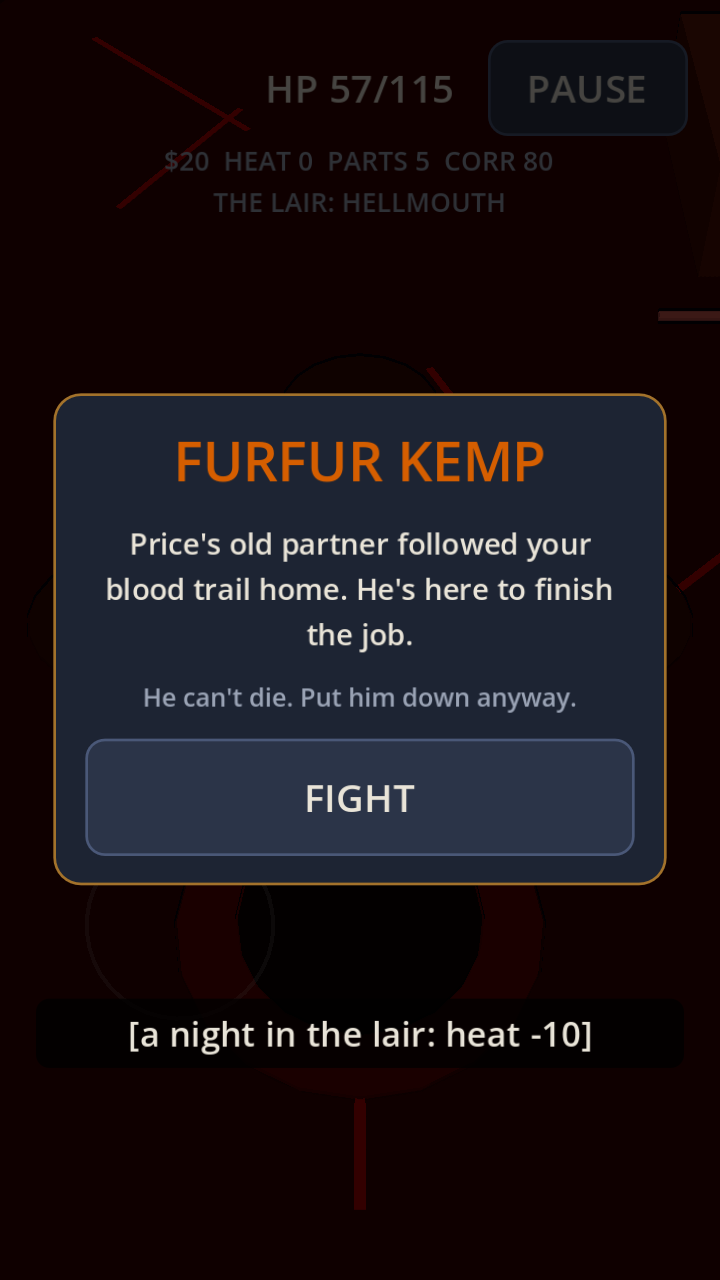 HP 57/115
PAUSE
$20 HEAT 0 PARTS 5 CORR 80
THE LAIR: HELLMOUTH
FURFUR KEMP
Price's old partner followed your
blood trail home. He's here to finish
the job.
He can't die. Put him down anyway.
FIGHT
[a night in the lair: heat -10]